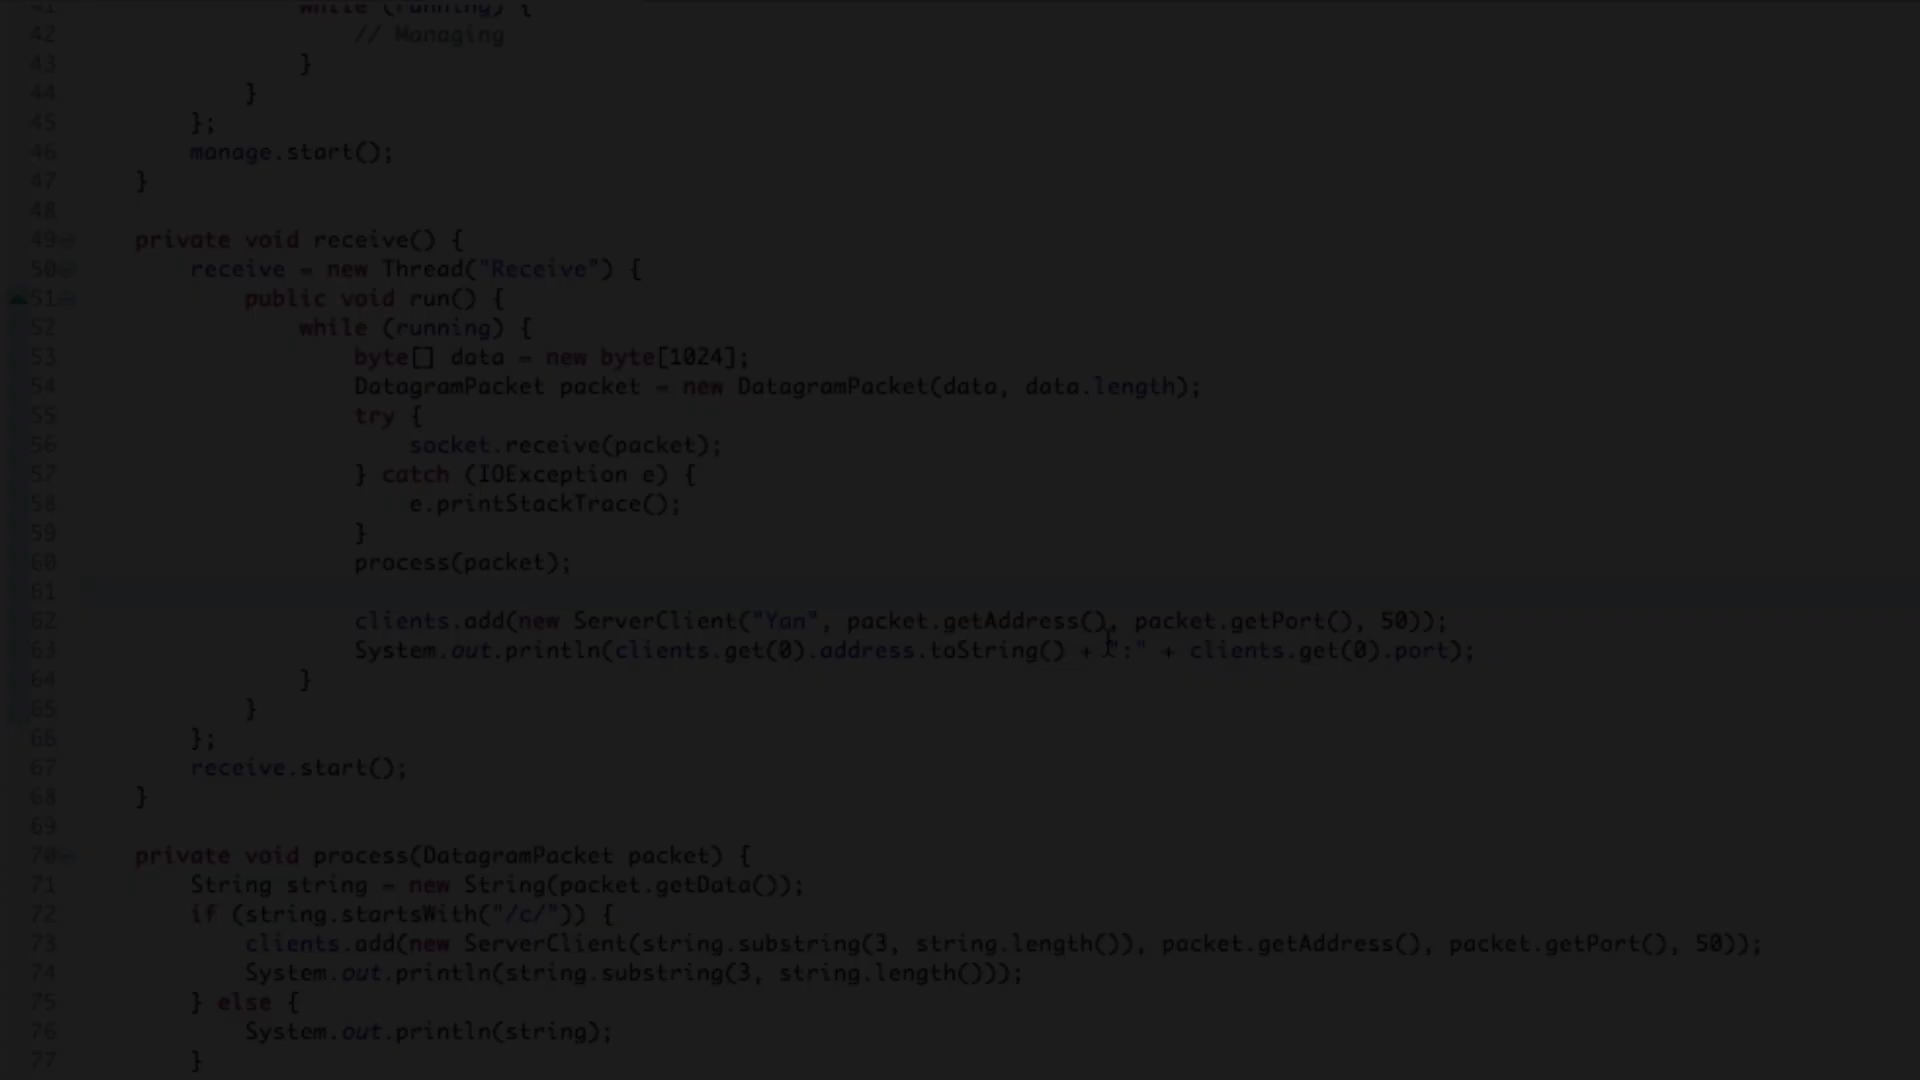 41 while (running) {
42 // Managing
43 }
44 }
45 };
46 manage.start();
47 }
48
49 private void receive() {
50 receive = new Thread("Receive") {
51 public void run() {
52 while (running) {
53 byte[] data = new byte[1024];
54 DatagramPacket packet = new DatagramPacket(data, data.length);
55 try {
56 socket.receive(packet);
57 } catch (IOException e) {
58 e.printStackTrace();
59 }
60 process(packet);
61
62 clients.add(new ServerClient("Yan", packet.getAddress(), packet.getPort(), 50));
63 System.out.println(clients.get(0).address.toString() + ":" + clients.get(0).port);
64 }
65 }
66 };
67 receive.start();
68 }
69
70 private void process(DatagramPacket packet) {
71 String string = new String(packet.getData());
72 if (string.startsWith("/c/")) {
73 clients.add(new ServerClient(string.substring(3, string.length()), packet.getAddress(), packet.getPort(), 50));
74 System.out.println(string.substring(3, string.length()));
75 } else {
76 System.out.println(string);
77 }